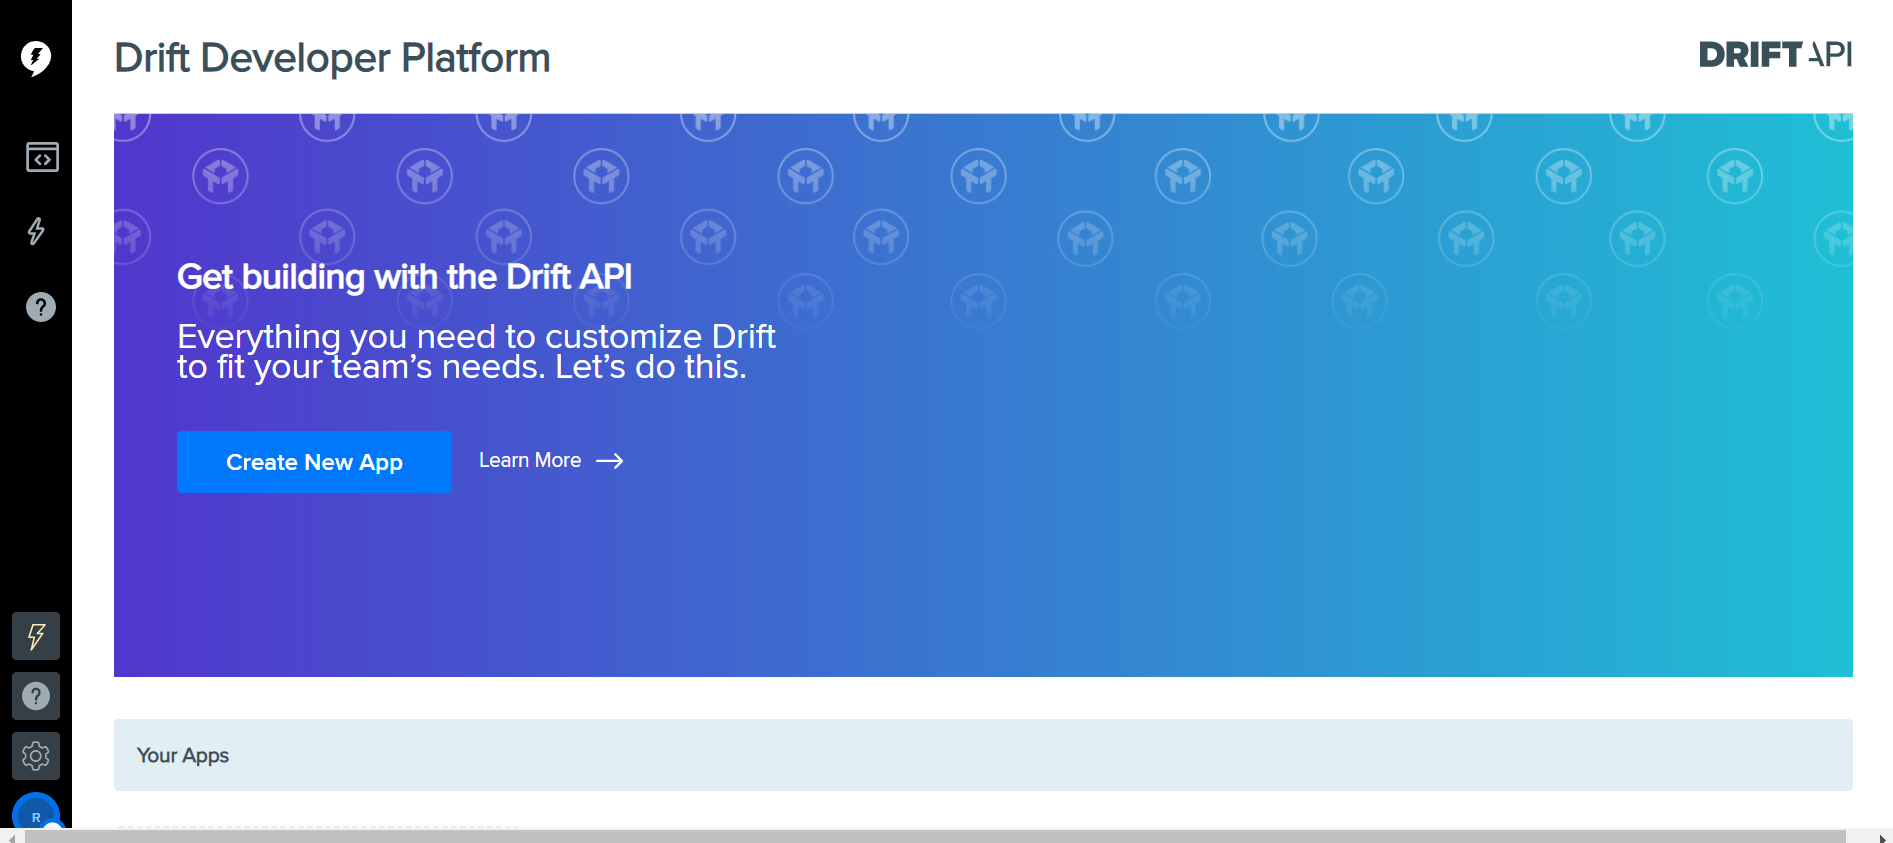 Drift Developer Platform
DRIFT API
Get building with the Drift API
Everything you need to customize Drift
to fit your team’s needs. Let’s do this.
Create New App
Learn More
Your Apps
R